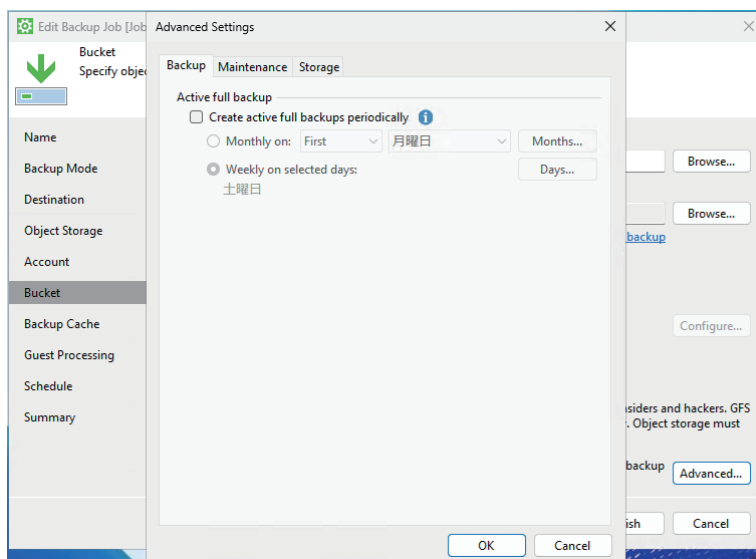 Edit Backup Job [Job
Advanced Settings
Bucket
Specify objec
Backup Maintenance Storage
Active full backup
Create active full backups periodically
Monthly on: First 月曜日 Months...
Weekly on selected days: Days...
土曜日
Name
Backup Mode
Destination
Object Storage
Account
Bucket
Backup Cache
Guest Processing
Schedule
Summary
Browse...
Browse...
backup
Configure...
nsiders and hackers. GFS
. Object storage must
backup Advanced...
ish Cancel
OK Cancel